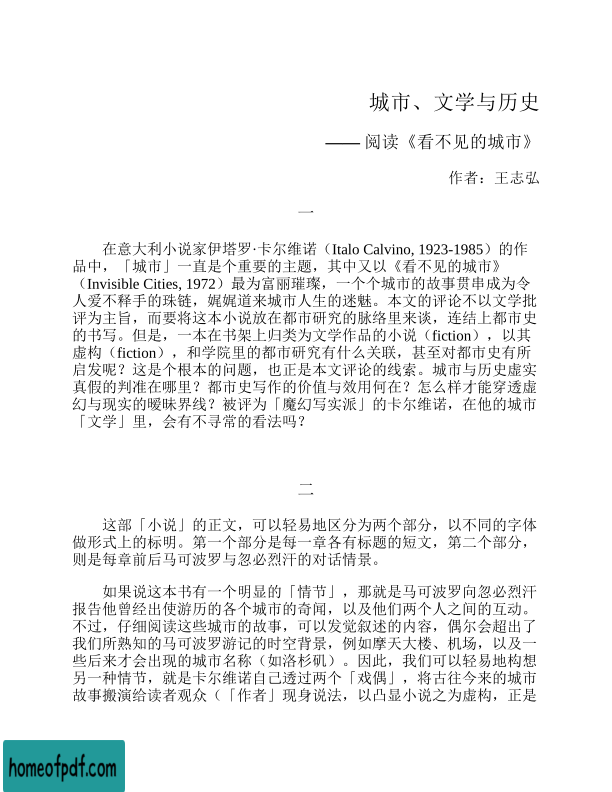 城市、文学与历史
—— 阅读《看不见的城市》
作者：王志弘
一
在意大利小说家伊塔罗·卡尔维诺（Italo Calvino, 1923-1985）的作
品中，「城市」一直是个重要的主题，其中又以《看不见的城市》
（Invisible Cities, 1972）最为富丽璀璨，一个个城市的故事贯串成为令
人爱不释手的珠链，娓娓道来城市人生的迷魅。本文的评论不以文学批
评为主旨，而要将这本小说放在都市研究的脉络里来谈，连结上都市史
的书写。但是，一本在书架上归类为文学作品的小说（fiction），以其
虚构（fiction），和学院里的都市研究有什么关联，甚至对都市史有所
启发呢？这是个根本的问题，也正是本文评论的线索。城市与历史虚实
真假的判准在哪里？都市史写作的价值与效用何在？怎么样才能穿透虚
幻与现实的暧昧界线？被评为「魔幻写实派」的卡尔维诺，在他的城市
「文学」里，会有不寻常的看法吗？
二
这部「小说」的正文，可以轻易地区分为两个部分，以不同的字体
做形式上的标明。第一个部分是每一章各有标题的短文，第二个部分，
则是每章前后马可波罗与忽必烈汗的对话情景。
如果说这本书有一个明显的「情节」，那就是马可波罗向忽必烈汗
报告他曾经出使游历的各个城市的奇闻，以及他们两个人之间的互动。
不过，仔细阅读这些城市的故事，可以发觉叙述的内容，偶尔会超出了
我们所熟知的马可波罗游记的时空背景，例如摩天大楼、机场，以及一
些后来才会出现的城市名称（如洛杉矶）。因此，我们可以轻易地构想
另一种情节，就是卡尔维诺自己透过两个「戏偶」，将古往今来的城市
故事搬演给读者观众（「作者」现身说法，以凸显小说之为虚构，正是
homeofpdf.com